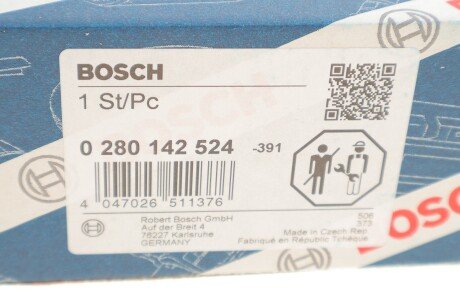 BOSCH
1 St/Pc
0 280 142 524 -391
4 047026 511376
Robert Bosch GmbH
Auf der Breit 4
76227 Karlsruhe
GERMANY
506
373
Made in Czech Rep.
Fabriqué en République Tchèque